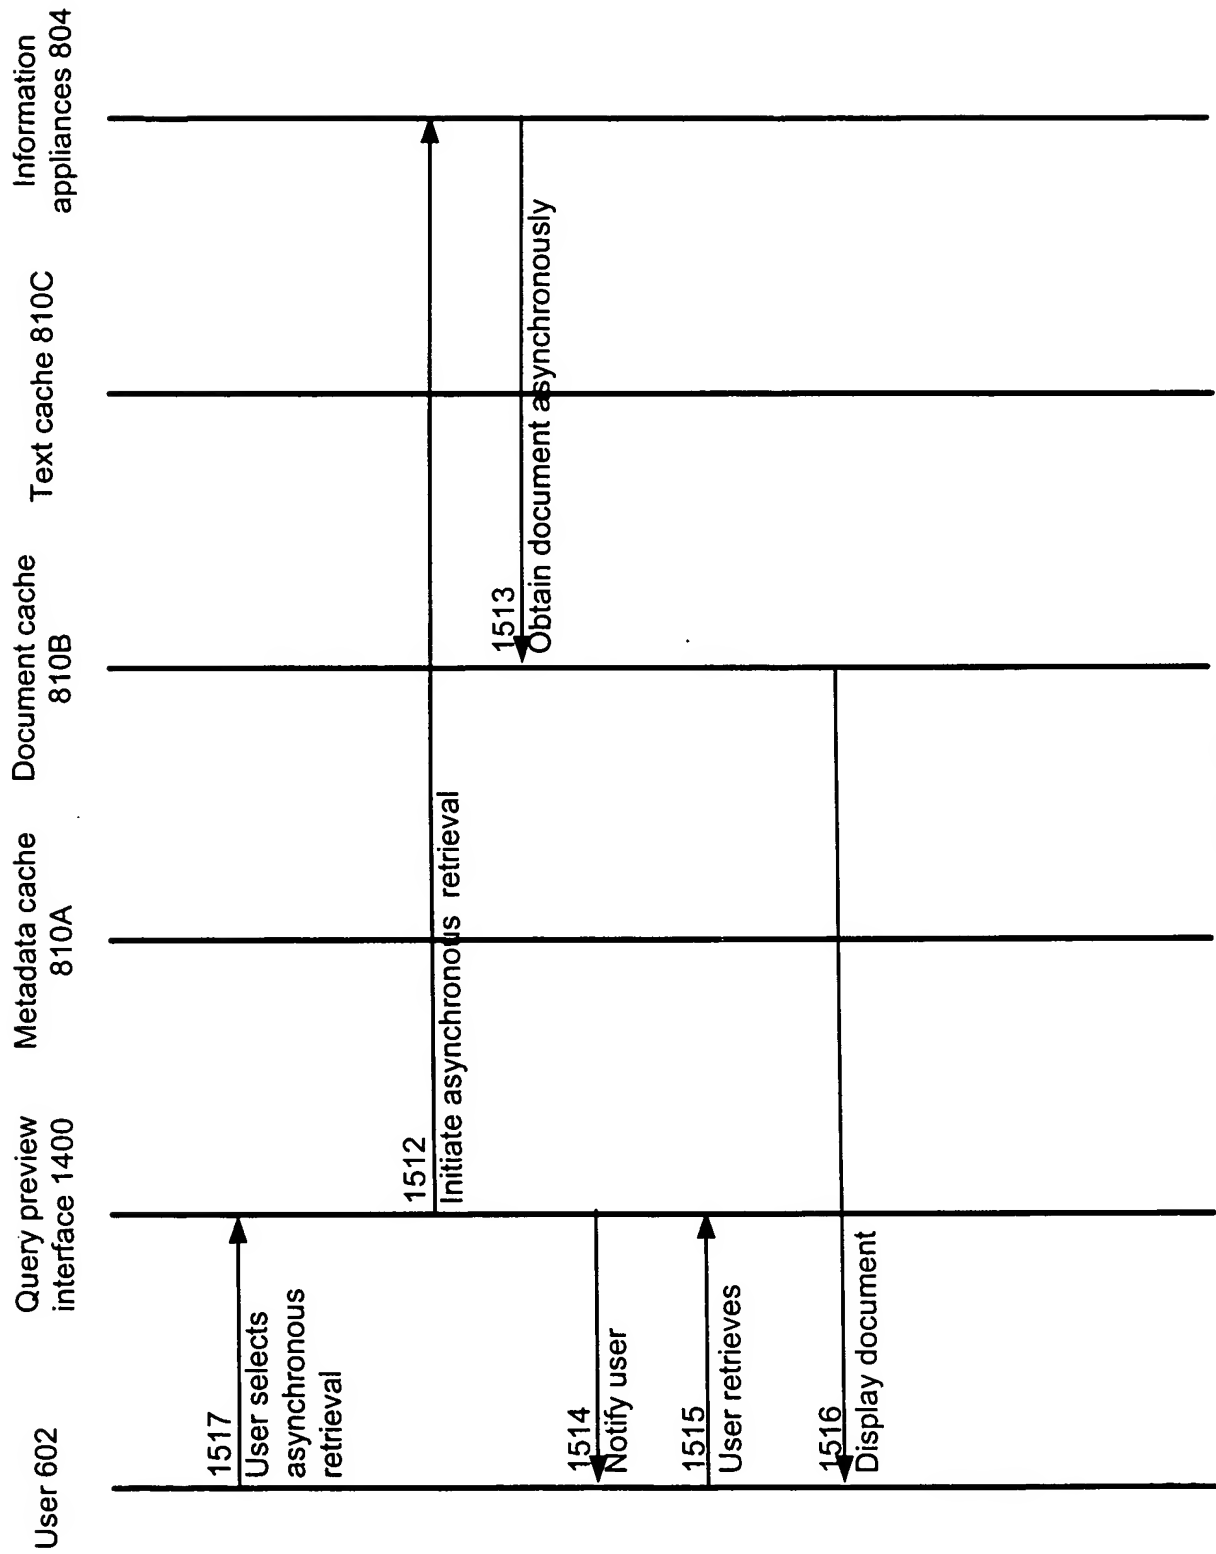 User 602
Query preview
interface 1400
Metadata cache
810A
Document cache
810B
Text cache 810C
Information
appliances 804
1517
User selects
asynchronous
retrieval
1512
Initiate asynchronous retrieval
1513
Obtain document asynchronously
1514
Notify user
1515
User retrieves
1516
Display document